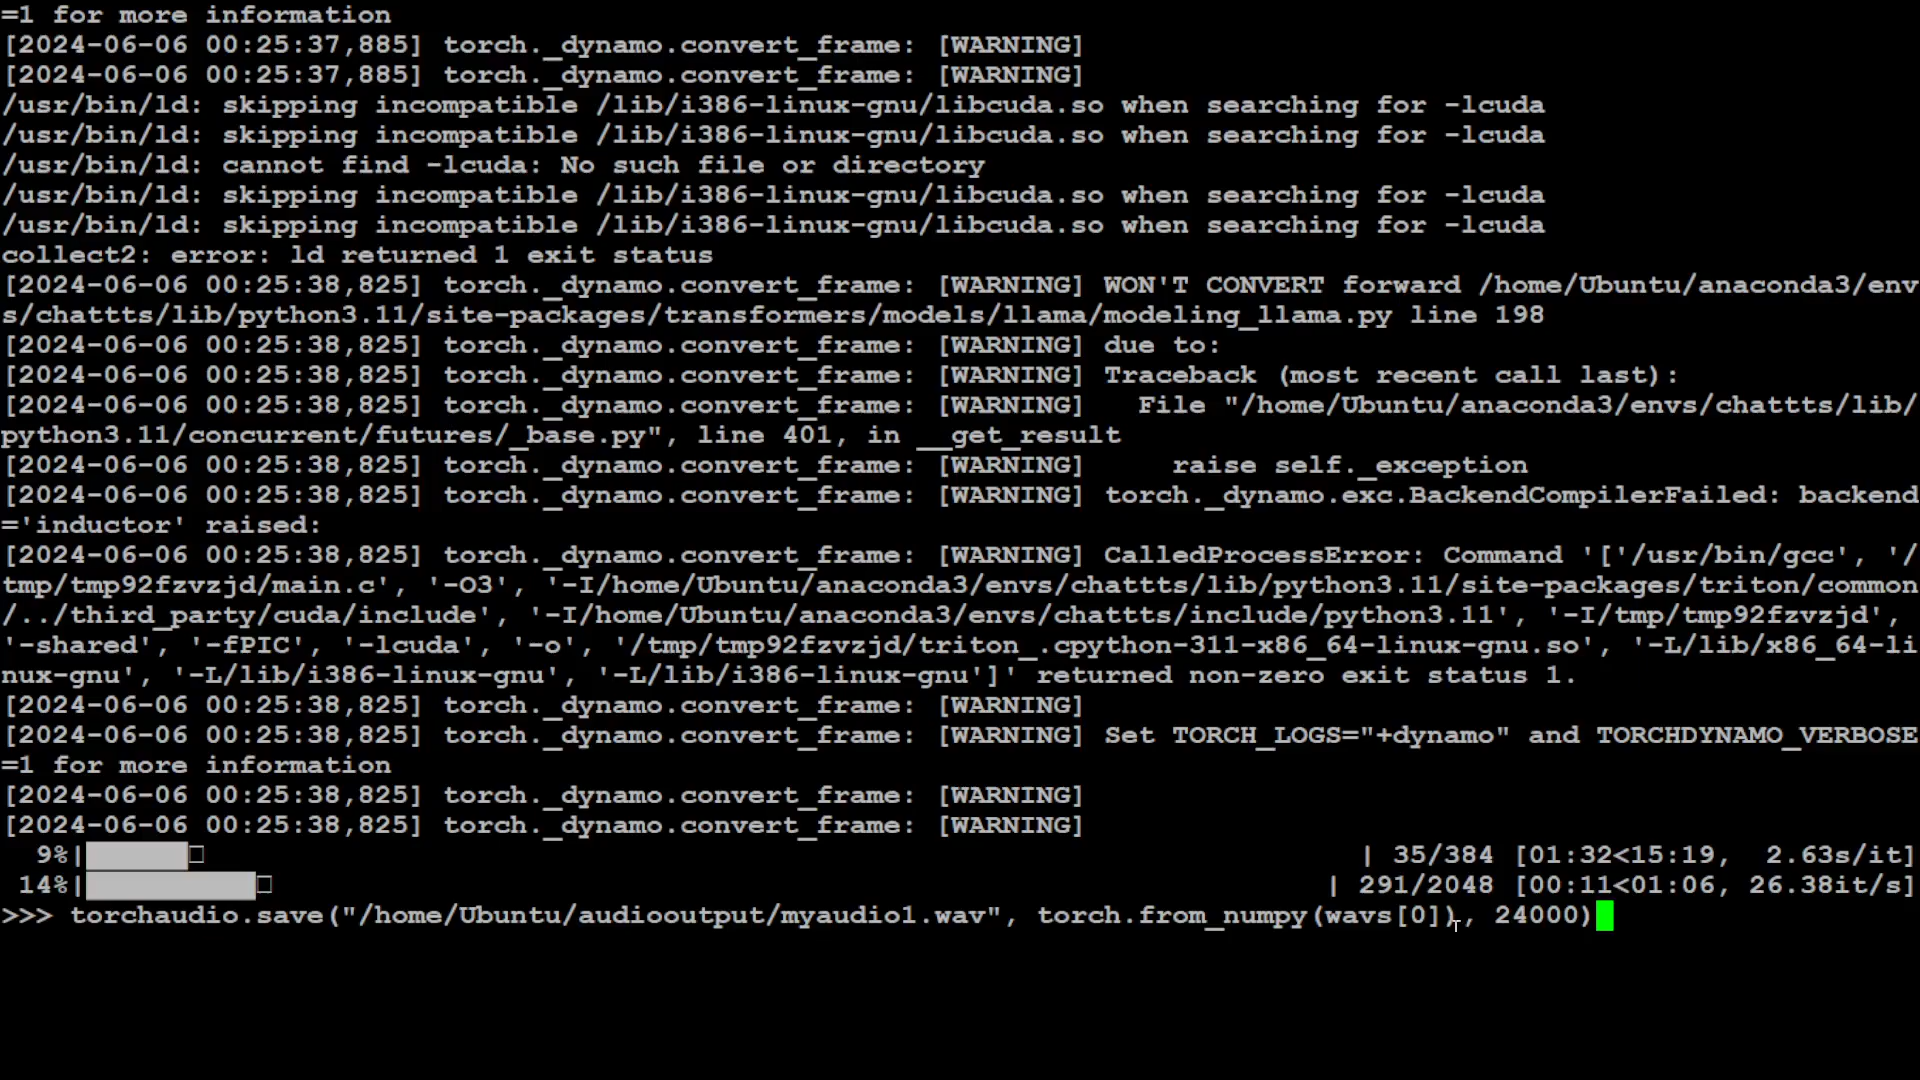 =1 for more information
[2024-06-06 00:25:37,885] torch._dynamo.convert_frame: [WARNING]
[2024-06-06 00:25:37,885] torch._dynamo.convert_frame: [WARNING]
/usr/bin/ld: skipping incompatible /lib/i386-linux-gnu/libcuda.so when searching for -lcuda
/usr/bin/ld: skipping incompatible /lib/i386-linux-gnu/libcuda.so when searching for -lcuda
/usr/bin/ld: cannot find -lcuda: No such file or directory
/usr/bin/ld: skipping incompatible /lib/i386-linux-gnu/libcuda.so when searching for -lcuda
/usr/bin/ld: skipping incompatible /lib/i386-linux-gnu/libcuda.so when searching for -lcuda
collect2: error: ld returned 1 exit status
[2024-06-06 00:25:38,825] torch._dynamo.convert_frame: [WARNING] WON'T CONVERT forward /home/Ubuntu/anaconda3/env
s/chattts/lib/python3.11/site-packages/transformers/models/llama/modeling_llama.py line 198
[2024-06-06 00:25:38,825] torch._dynamo.convert_frame: [WARNING] due to:
[2024-06-06 00:25:38,825] torch._dynamo.convert_frame: [WARNING] Traceback (most recent call last):
[2024-06-06 00:25:38,825] torch._dynamo.convert_frame: [WARNING]   File "/home/Ubuntu/anaconda3/envs/chattts/lib/
python3.11/concurrent/futures/_base.py", line 401, in __get_result
[2024-06-06 00:25:38,825] torch._dynamo.convert_frame: [WARNING]     raise self._exception
[2024-06-06 00:25:38,825] torch._dynamo.convert_frame: [WARNING] torch._dynamo.exc.BackendCompilerFailed: backend
='inductor' raised:
[2024-06-06 00:25:38,825] torch._dynamo.convert_frame: [WARNING] CalledProcessError: Command '['/usr/bin/gcc', '/
tmp/tmp92fzvzjd/main.c', '-O3', '-I/home/Ubuntu/anaconda3/envs/chattts/lib/python3.11/site-packages/triton/common
/../third_party/cuda/include', '-I/home/Ubuntu/anaconda3/envs/chattts/include/python3.11', '-I/tmp/tmp92fzvzjd',
'-shared', '-fPIC', '-lcuda', '-o', '/tmp/tmp92fzvzjd/triton_.cpython-311-x86_64-linux-gnu.so', '-L/lib/x86_64-li
nux-gnu', '-L/lib/i386-linux-gnu', '-L/lib/i386-linux-gnu']' returned non-zero exit status 1.
[2024-06-06 00:25:38,825] torch._dynamo.convert_frame: [WARNING]
[2024-06-06 00:25:38,825] torch._dynamo.convert_frame: [WARNING] Set TORCH_LOGS="+dynamo" and TORCHDYNAMO_VERBOSE
=1 for more information
[2024-06-06 00:25:38,825] torch._dynamo.convert_frame: [WARNING]
[2024-06-06 00:25:38,825] torch._dynamo.convert_frame: [WARNING]
9%| | 35/384 [01:32<15:19,  2.63s/it]
14%| | 291/2048 [00:11<01:06, 26.38it/s]
>>> torchaudio.save("/home/Ubuntu/audiooutput/myaudio1.wav", torch.from_numpy(wavs[0]), 24000)